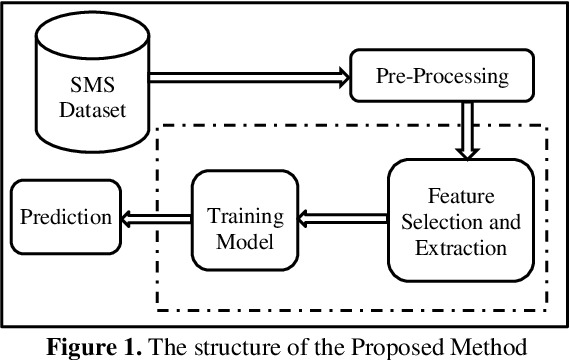 SMS
Dataset
Pre-Processing
Feature
Selection and
Extraction
Training
Model
Prediction
Figure 1. The structure of the Proposed Method